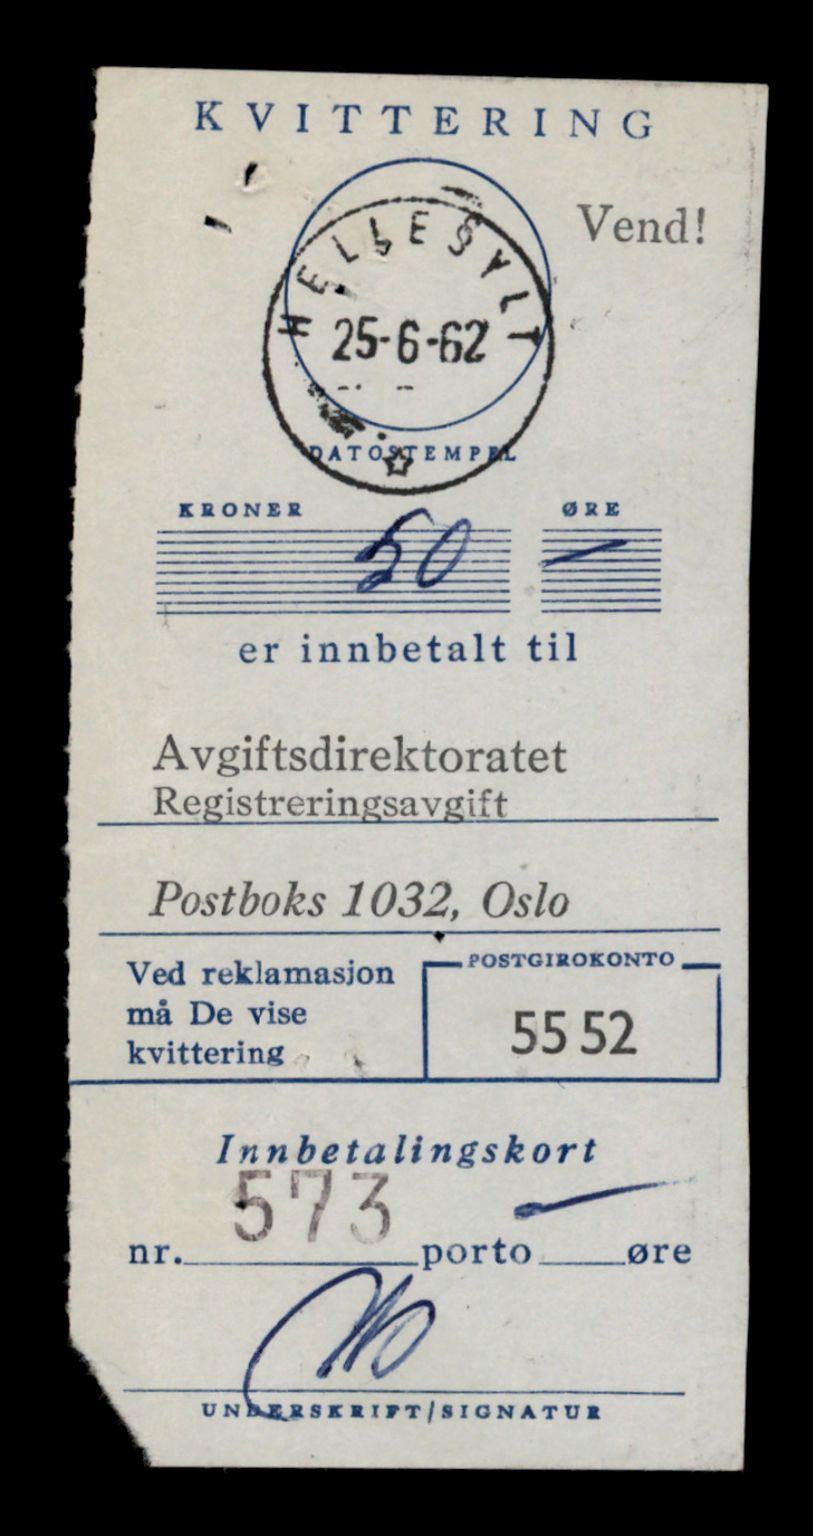 KVITTERING
Vend!
HELLESYLT
25-6-62
DATOSTEMPEL
KRONER ØRE
50 —
er innbetalt til
Avgiftsdirektoratet
Registreringsavgift
Postboks 1032, Oslo
Ved reklamasjon
må De vise
kvittering
POSTGIROKONTO
55 52
Innbetalingskort
nr. 573 porto — øre
UNDERSKRIFT/SIGNATUR